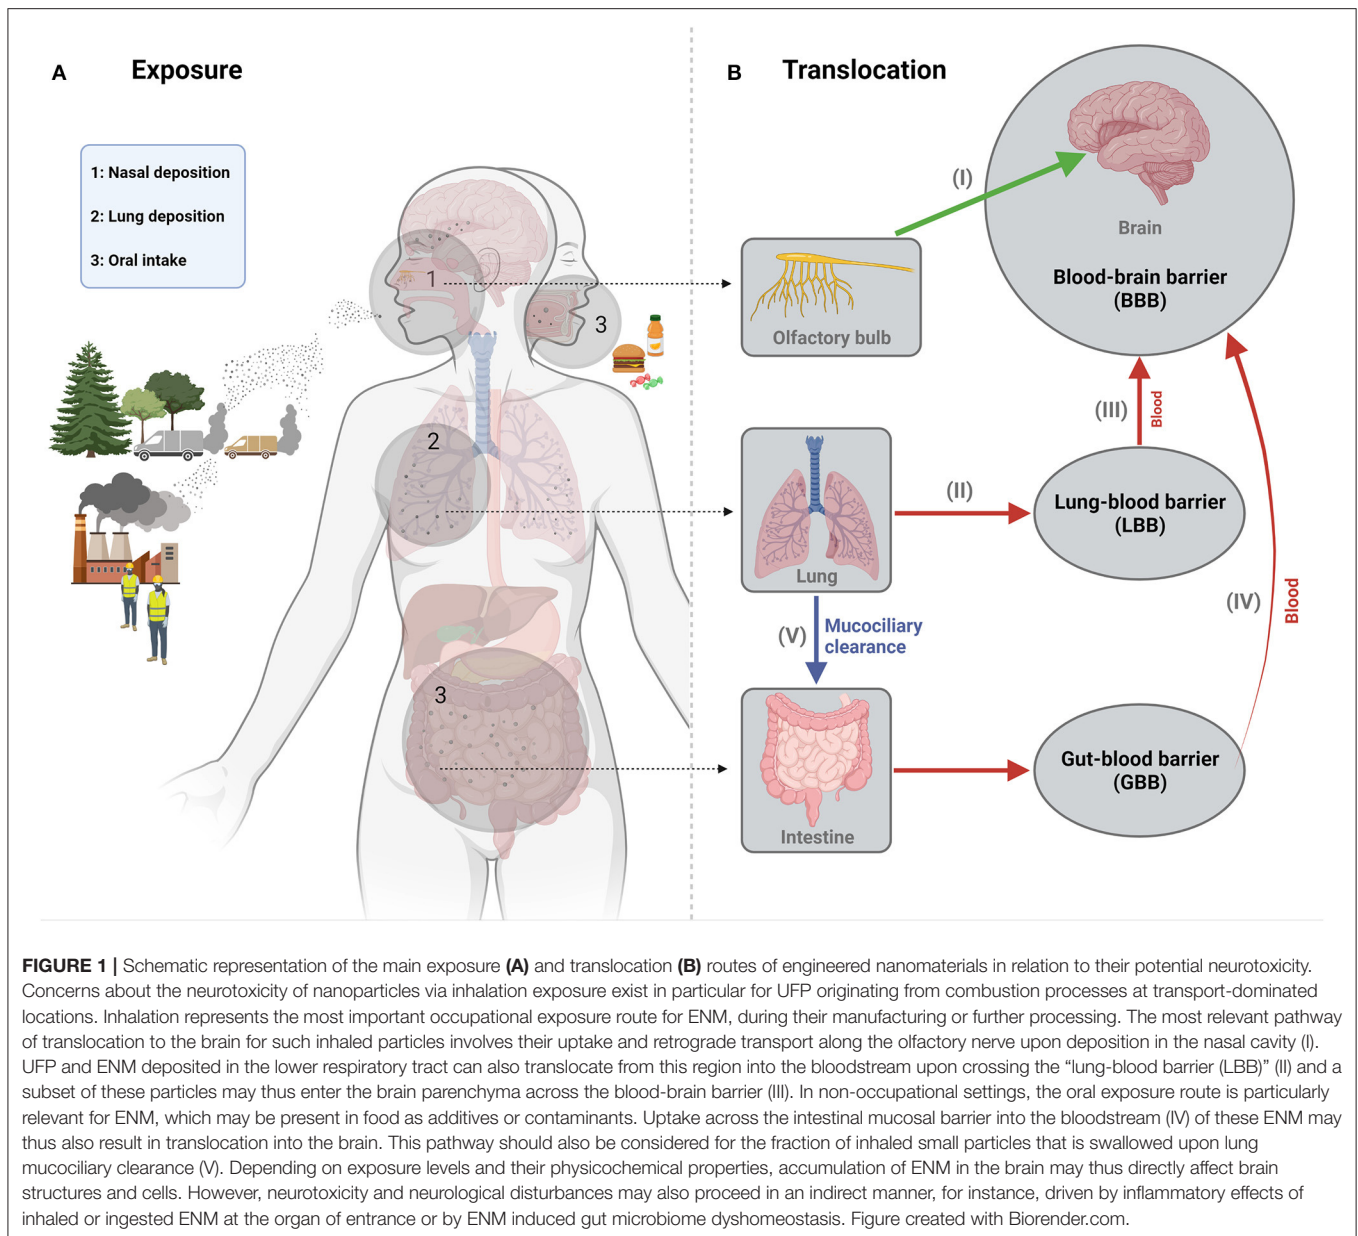 A Exposure
1: Nasal deposition
2: Lung deposition
3: Oral intake
1
3
2
3
B Translocation
(I)
Brain
Blood-brain barrier
(BBB)
Olfactory bulb
(III)
Blood
Lung
(II)
Lung-blood barrier
(LBB)
(V)
Mucociliary
clearance
(IV)
Blood
Intestine
Gut-blood barrier
(GBB)
FIGURE 1 | Schematic representation of the main exposure (A) and translocation (B) routes of engineered nanomaterials in relation to their potential neurotoxicity.
Concerns about the neurotoxicity of nanoparticles via inhalation exposure exist in particular for UFP originating from combustion processes at transport-dominated
locations. Inhalation represents the most important occupational exposure route for ENM, during their manufacturing or further processing. The most relevant pathway
of translocation to the brain for such inhaled particles involves their uptake and retrograde transport along the olfactory nerve upon deposition in the nasal cavity (I).
UFP and ENM deposited in the lower respiratory tract can also translocate from this region into the bloodstream upon crossing the “lung-blood barrier (LBB)” (II) and a
subset of these particles may thus enter the brain parenchyma across the blood-brain barrier (III). In non-occupational settings, the oral exposure route is particularly
relevant for ENM, which may be present in food as additives or contaminants. Uptake across the intestinal mucosal barrier into the bloodstream (IV) of these ENM may
thus also result in translocation into the brain. This pathway should also be considered for the fraction of inhaled small particles that is swallowed upon lung
mucociliary clearance (V). Depending on exposure levels and their physicochemical properties, accumulation of ENM in the brain may thus directly affect brain
structures and cells. However, neurotoxicity and neurological disturbances may also proceed in an indirect manner, for instance, driven by inflammatory effects of
inhaled or ingested ENM at the organ of entrance or by ENM induced gut microbiome dyshomeostasis. Figure created with Biorender.com.